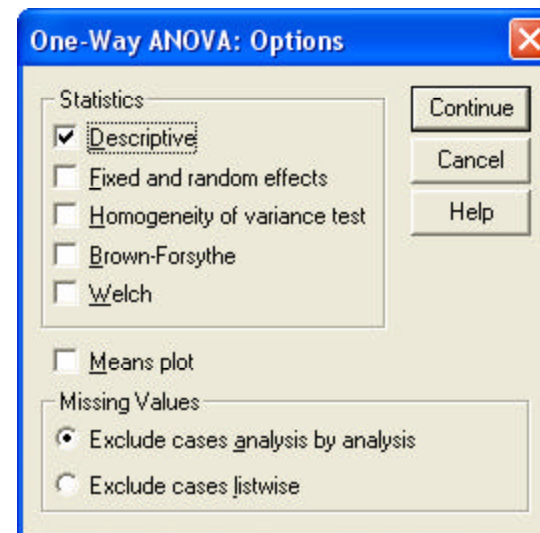 One-Way ANOVA: Options
Statistics
Descriptive
Fixed and random effects
Homogeneity of variance test
Brown-Forsythe
Welch
Continue
Cancel
Help
Means plot
Missing Values
Exclude cases analysis by analysis
Exclude cases listwise